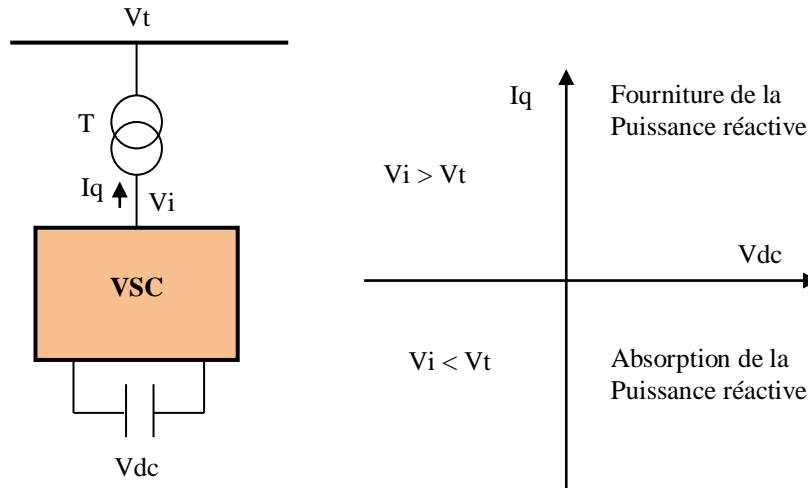 Vt
T
Iq
Vi
VSC
Vdc
Iq
Fourniture de la
Puissance réactive
Vi > Vt
Vdc
Vi < Vt
Absorption de la
Puissance réactive